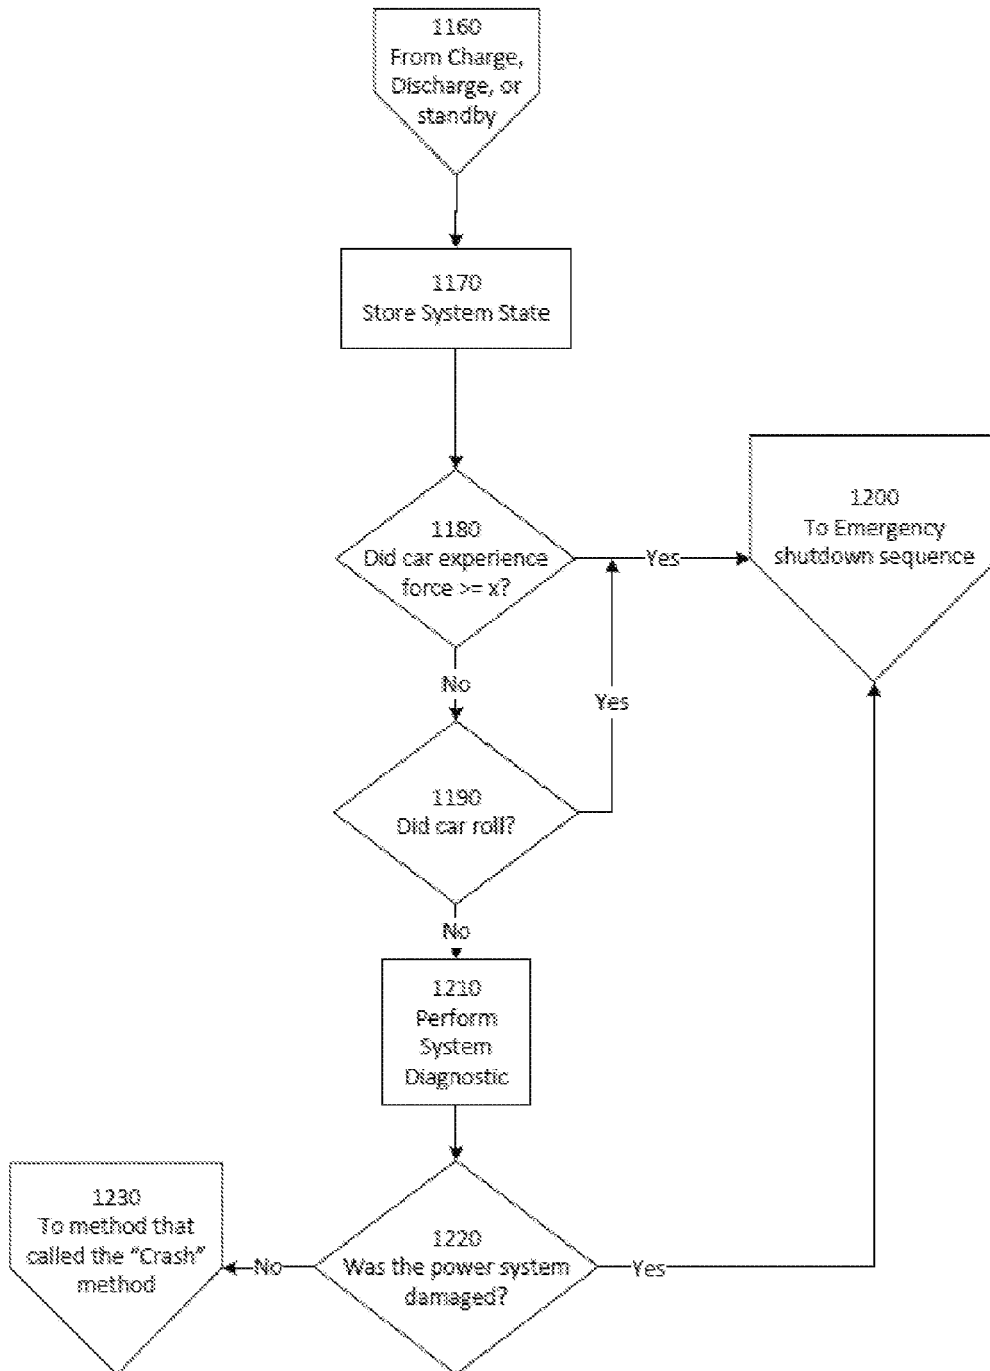 1160
From Charge,
Discharge, or
standby
1170
Store System State
1180
Did car experience
force >= x?
Yes
1200
To Emergency
shutdown sequence
No
Yes
1190
Did car roll?
No
1210
Perform
System
Diagnostic
1230
To method that
called the "Crash"
method
No
1220
Was the power system
damaged?
Yes